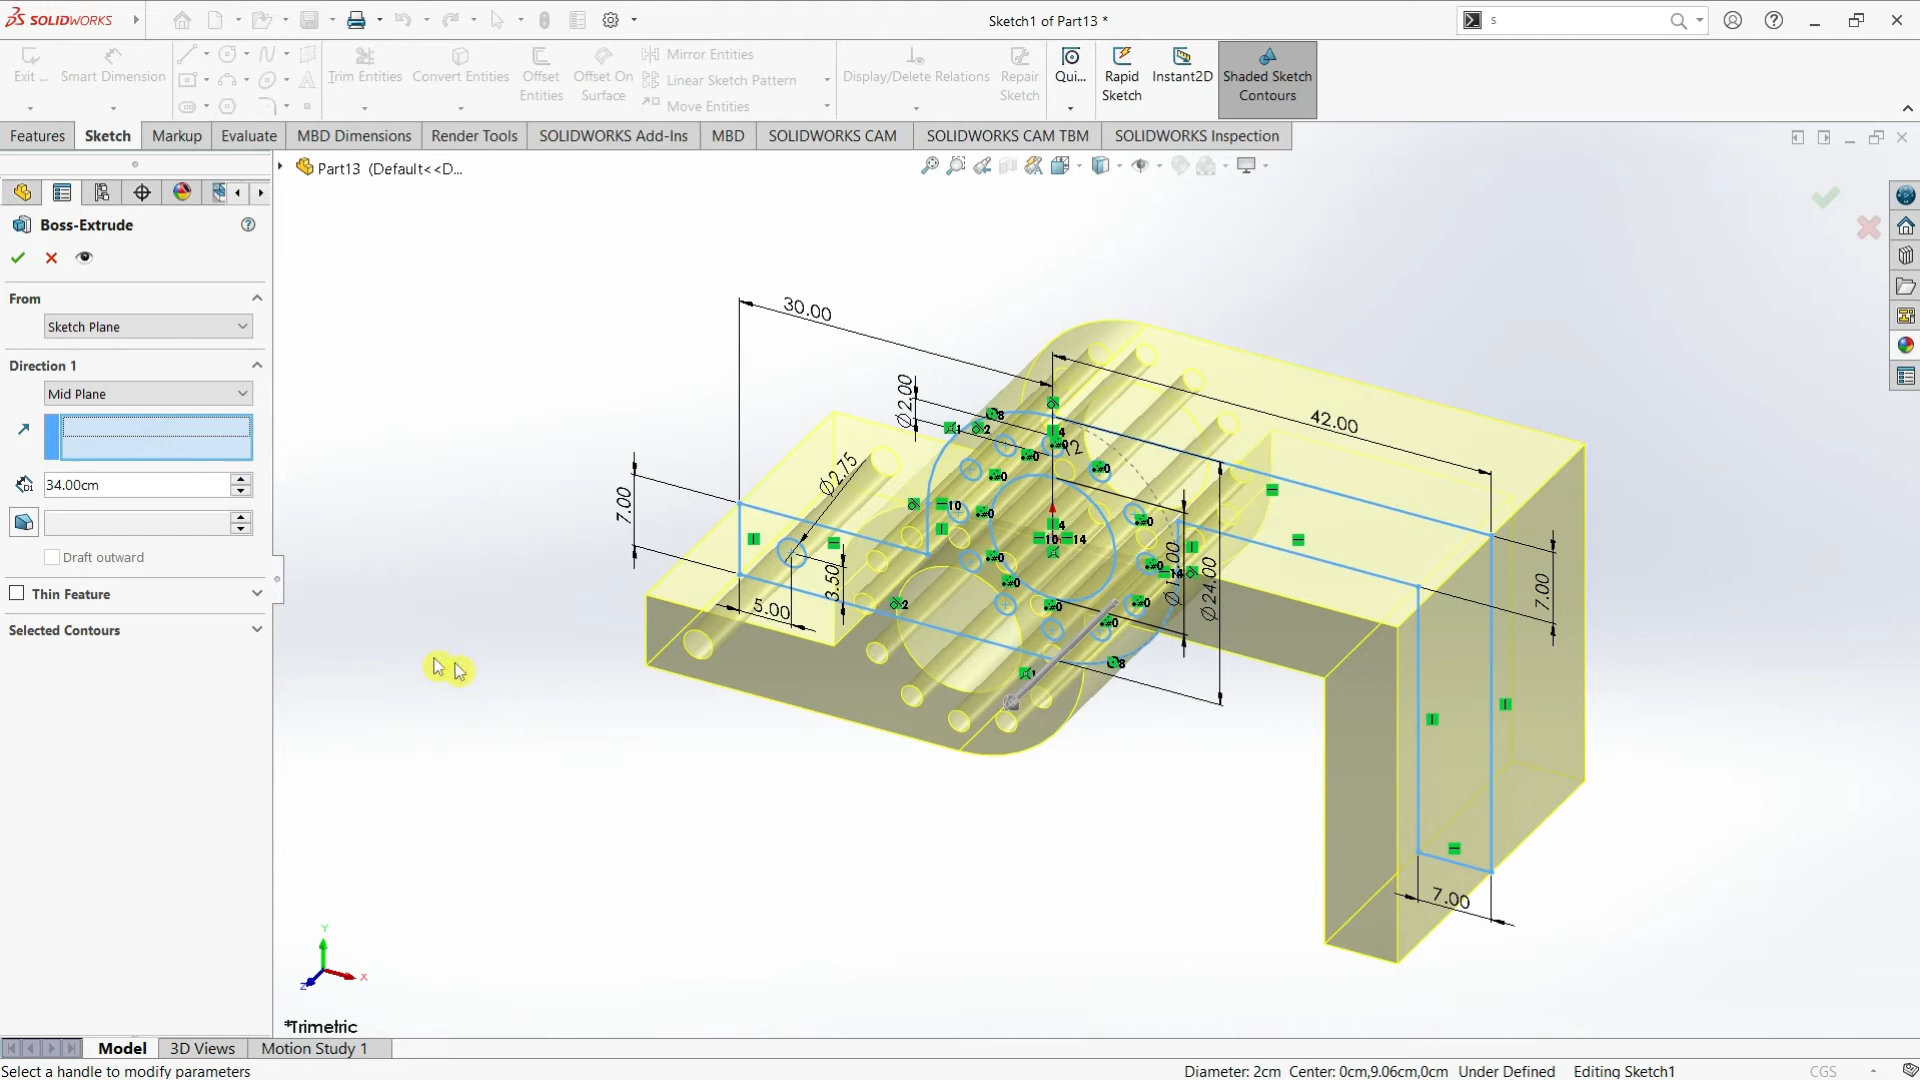 SOLIDWORKS
Sketch1 of Part13 *
s
Exit ...
Smart Dimension
Trim Entities
Convert Entities
Offset Entities
Offset On Surface
Mirror Entities
Linear Sketch Pattern
Move Entities
Display/Delete Relations
Repair Sketch
Qui...
Rapid Sketch
Instant2D
Shaded Sketch Contours
Features
Sketch
Markup
Evaluate
MBD Dimensions
Render Tools
SOLIDWORKS Add-Ins
MBD
SOLIDWORKS CAM
SOLIDWORKS CAM TBM
SOLIDWORKS Inspection
Part13 (Default<<D...
Boss-Extrude
From
Sketch Plane
Direction 1
Mid Plane
34.00cm
Draft outward
Thin Feature
Selected Contours
30.00
42.00
Ø2.00
Ø2.75
7.00
3.50
5.00
12
Ø24.00
7.00
7.00
Y
X
Z
*Trimetric
Model
3D Views
Motion Study 1
Select a handle to modify parameters
Diameter: 2cm Center: 0cm,9.06cm,0cm
Under Defined
Editing Sketch1
CGS